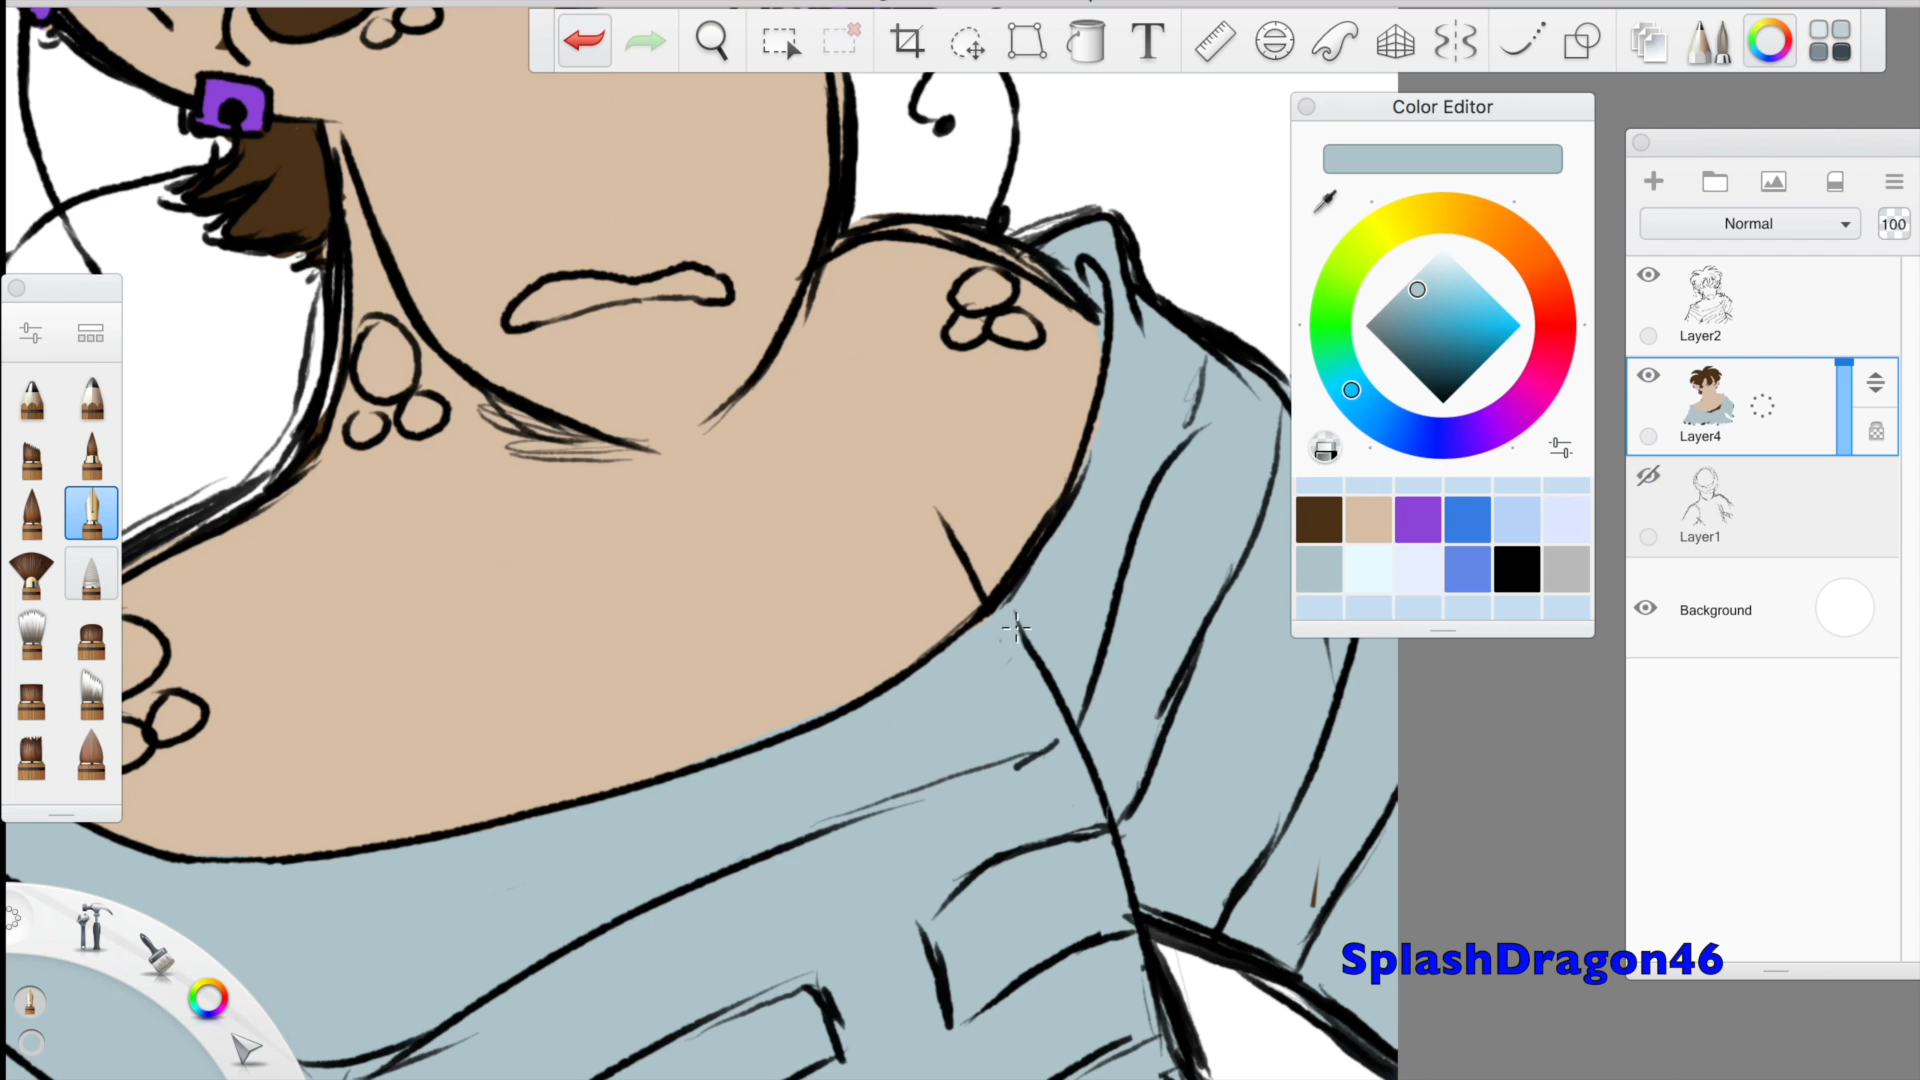 T
Color Editor
Normal
100
Layer2
Layer4
Layer1
Background
SplashDragon46